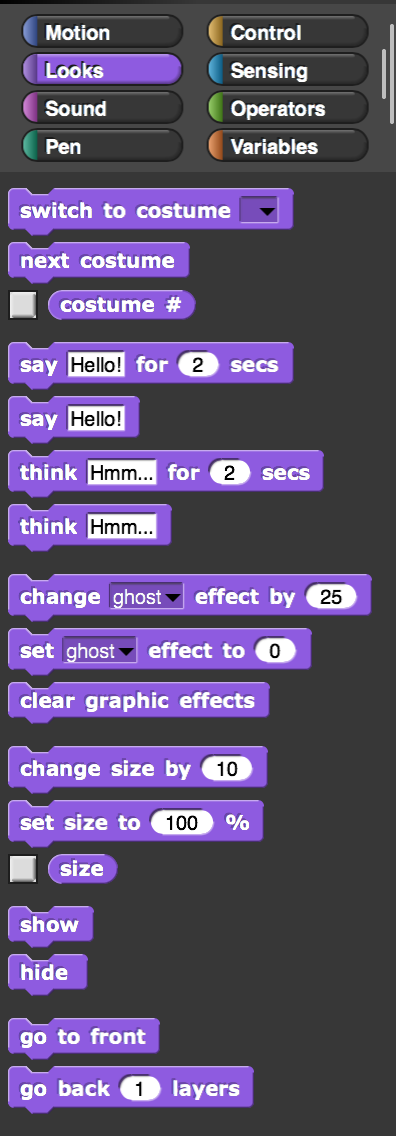 Motion Control
Looks Sensing
Sound Operators
Pen Variables
switch to costume
next costume
costume #
say Hello! for 2 secs
say Hello!
think Hmm... for 2 secs
think Hmm...
change ghost effect by 25
set ghost effect to 0
clear graphic effects
change size by 10
set size to 100 %
size
show
hide
go to front
go back 1 layers